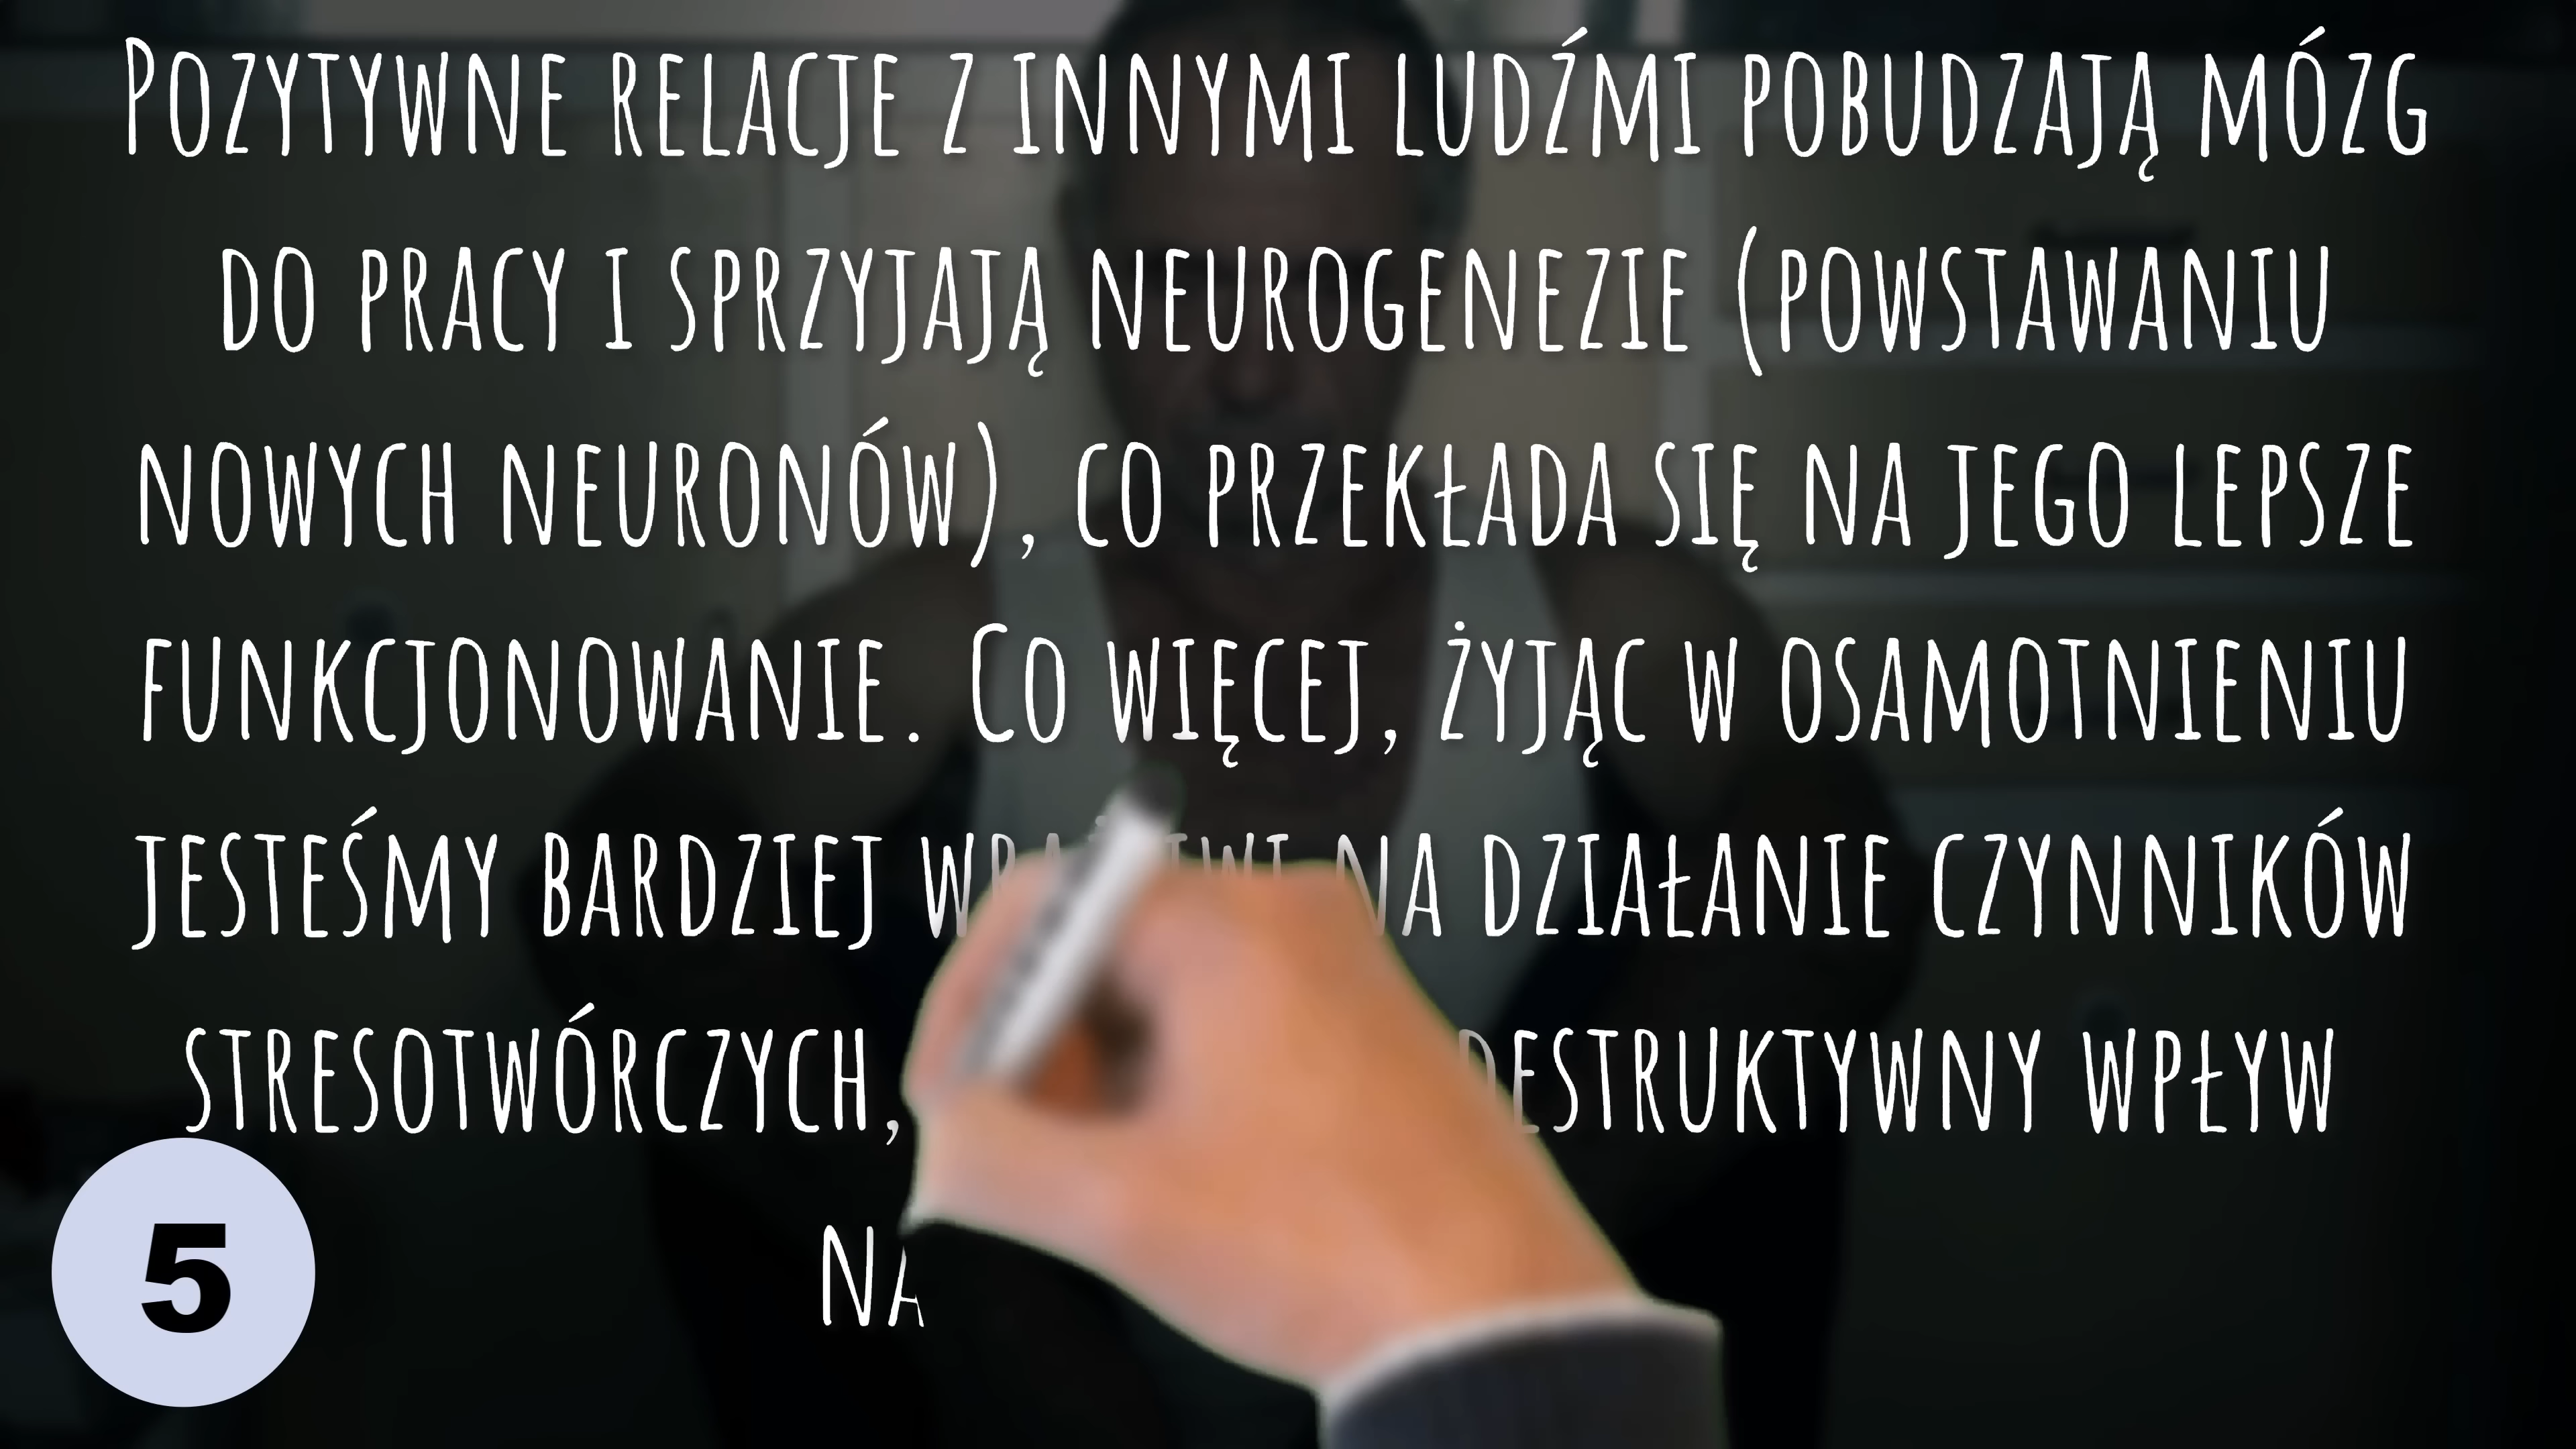 Pozytywne relacje z innymi ludźmi pobudzają mózg
do pracy i sprzyjają neurogenezie (powstawaniu
nowych neuronów), co przekłada się na jego lepsze
funkcjonowanie. Co więcej, żyjąc w osamotnieniu
jesteśmy bardziej na działanie czynników
stresotwórczych, destruktywny wpływ
na
5